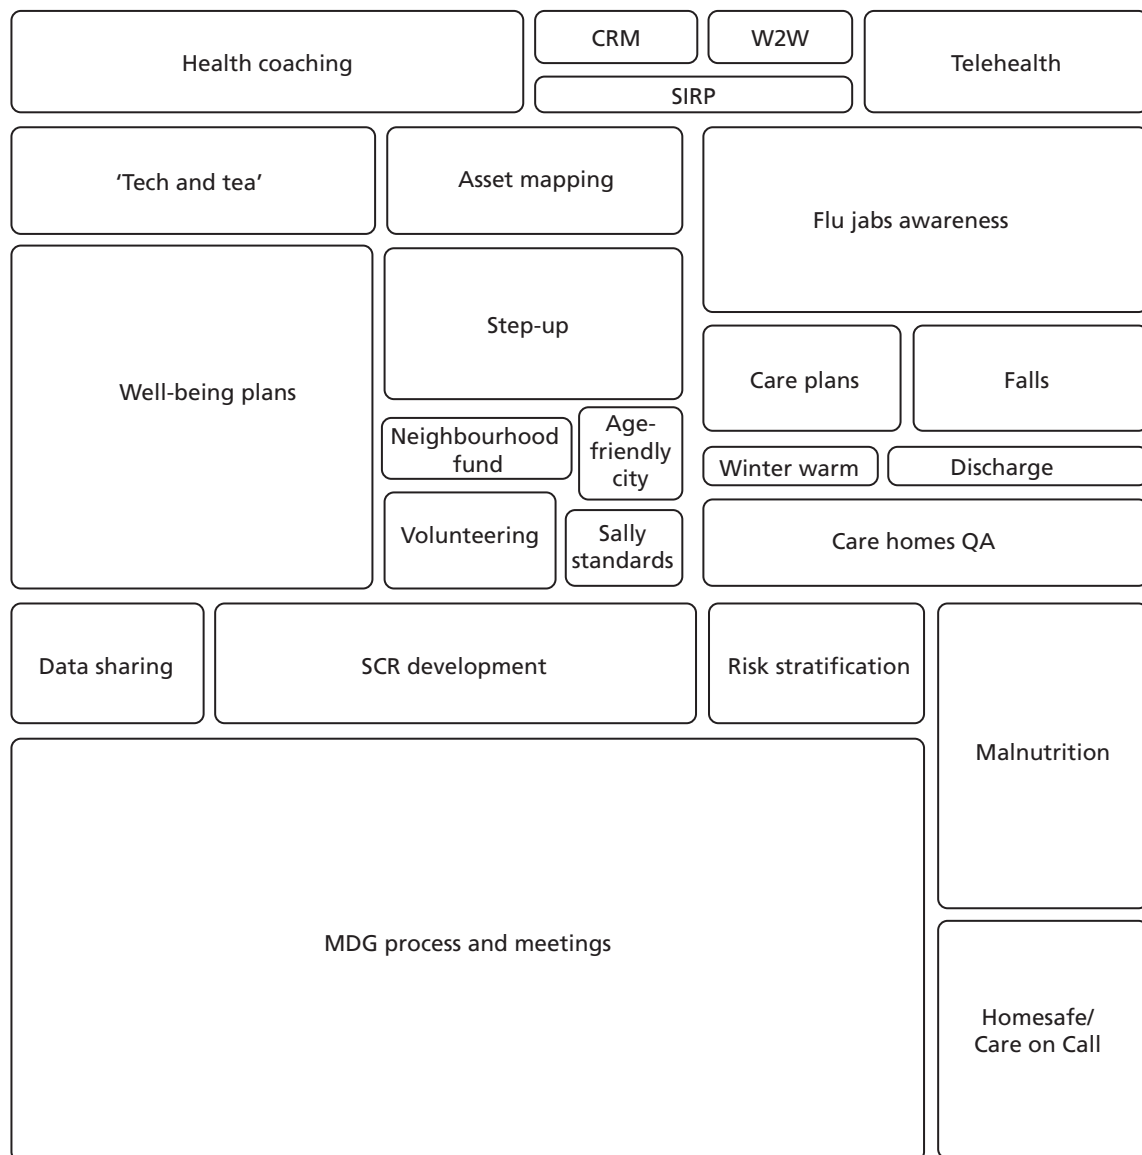 Health coaching
CRM
W2W
SIRP
Telehealth
‘Tech and tea’
Asset mapping
Flu jabs awareness
Well-being plans
Step-up
Care plans
Falls
Neighbourhood
fund
Age-
friendly
city
Winter warm
Discharge
Volunteering
Sally
standards
Care homes QA
Data sharing
SCR development
Risk stratification
Malnutrition
MDG process and meetings
Homesafe/
Care on Call